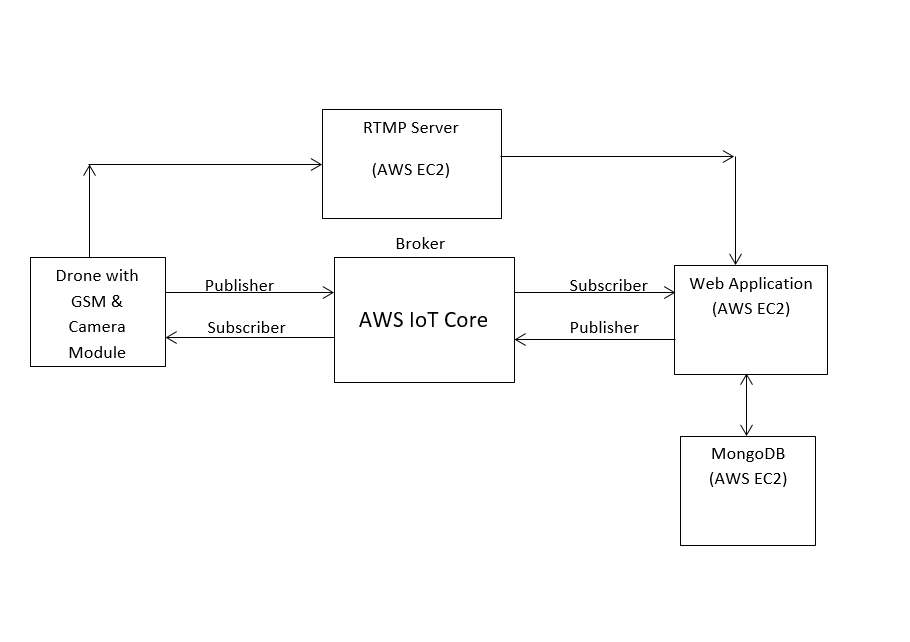 RTMP Server
(AWS EC2)
Broker
Drone with
GSM &
Camera
Module
Publisher
Subscriber
AWS IoT Core
Subscriber
Publisher
Web Application
(AWS EC2)
MongoDB
(AWS EC2)